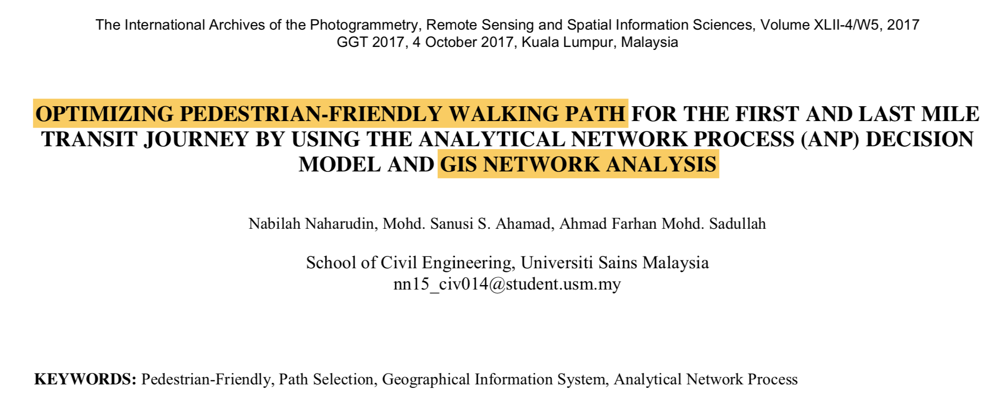 The International Archives of the Photogrammetry, Remote Sensing and Spatial Information Sciences, Volume XLII-4/W5, 2017
GGT 2017, 4 October 2017, Kuala Lumpur, Malaysia
OPTIMIZING PEDESTRIAN-FRIENDLY WALKING PATH FOR THE FIRST AND LAST MILE
TRANSIT JOURNEY BY USING THE ANALYTICAL NETWORK PROCESS (ANP) DECISION
MODEL AND GIS NETWORK ANALYSIS
Nabilah Naharudin, Mohd. Sanusi S. Ahamad, Ahmad Farhan Mohd. Sadullah
School of Civil Engineering, Universiti Sains Malaysia
nn15_civ014@student.usm.my
KEYWORDS: Pedestrian-Friendly, Path Selection, Geographical Information System, Analytical Network Process